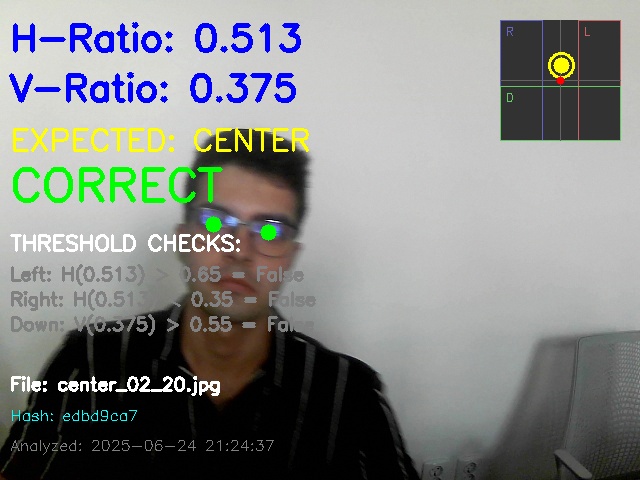 H-Ratio: 0.513
V-Ratio: 0.375
R
L
D
EXPECTED: CENTER
CORRECT
THRESHOLD CHECKS:
Left: H(0.513) > 0.65 = False
Right: H(0.513) < 0.35 = False
Down: V(0.375) > 0.55 = False
File: center_02_20.jpg
Hash: edbd9ca7
Analyzed: 2025-06-24 21:24:37